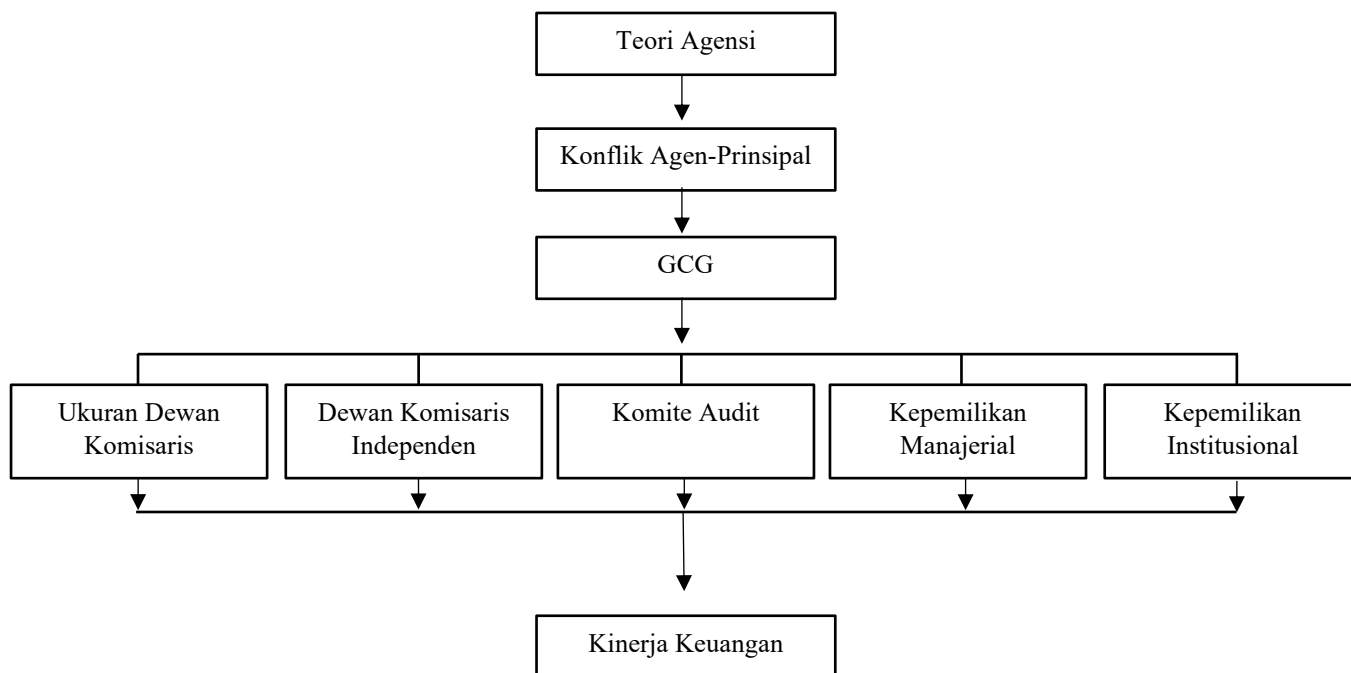 Teori Agensi
Konflik Agen-Prinsipal
GCG
Ukuran Dewan
Komisaris
Dewan Komisaris
Independen
Komite Audit
Kepemilikan
Manajerial
Kepemilikan
Institusional
Kinerja Keuangan